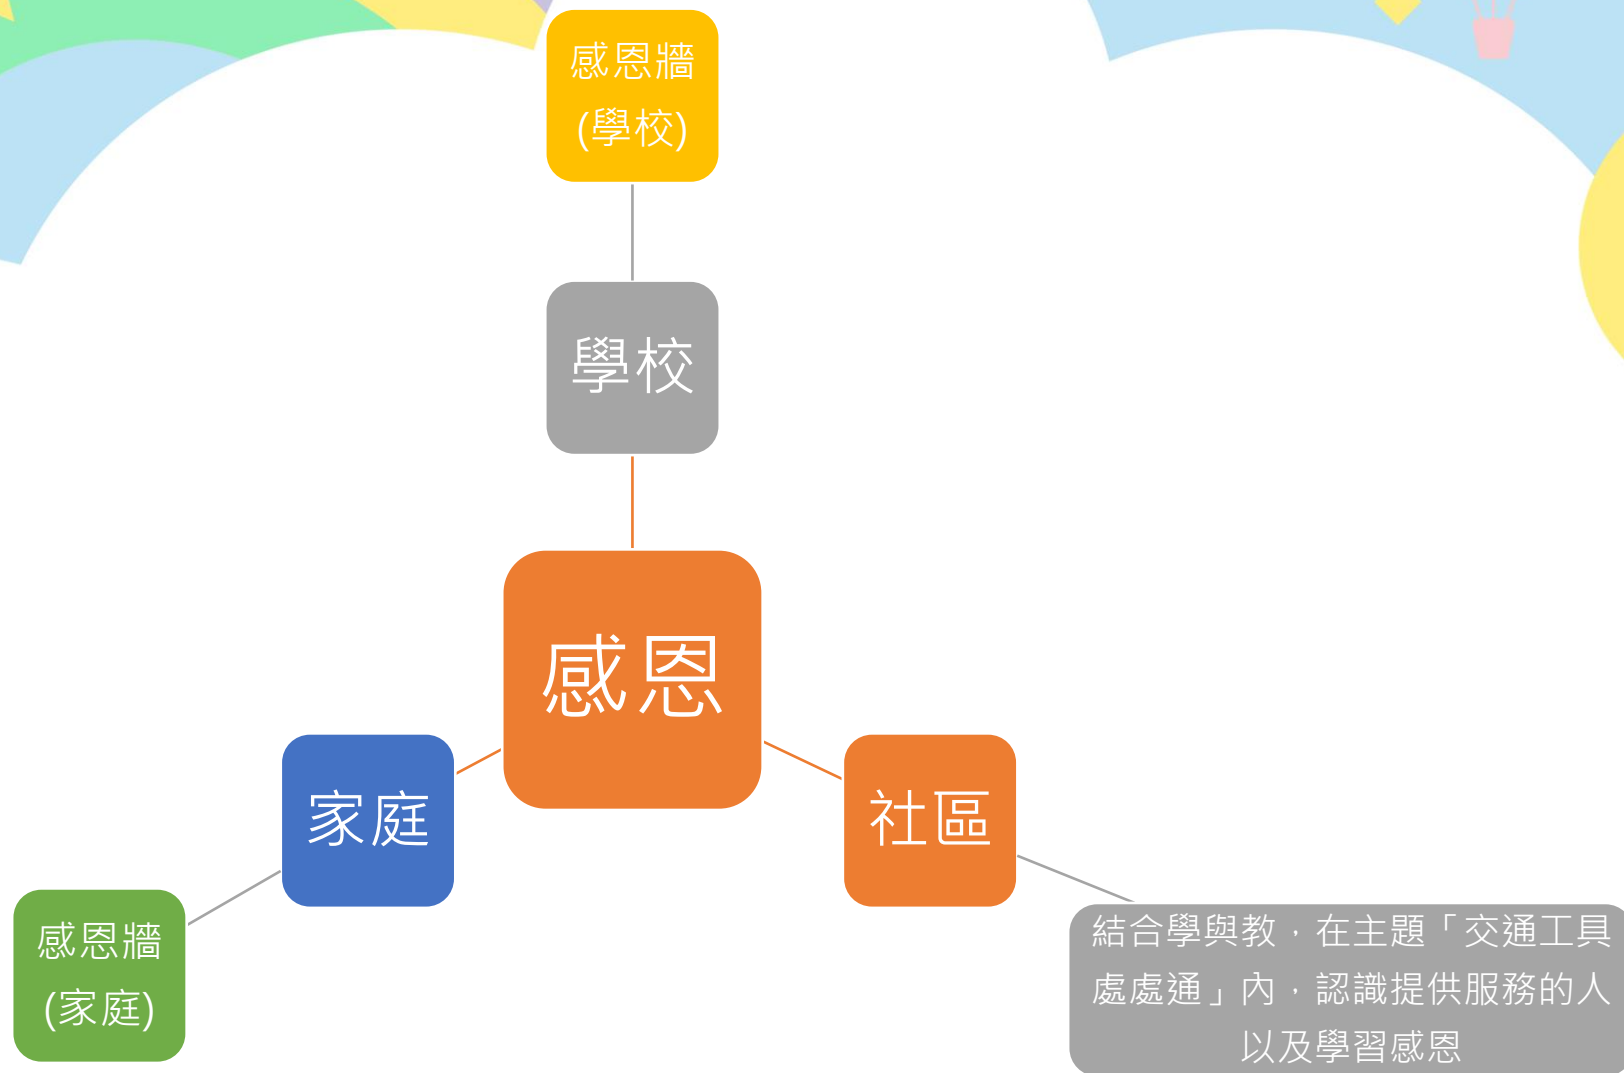 感恩牆
(學校)
學校
感恩
家庭
社區
感恩牆
(家庭)
結合學與教，在主題「交通工具
處處通」內，認識提供服務的人
以及學習感恩